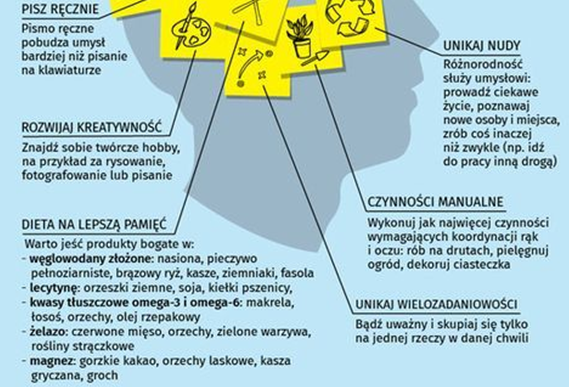 PISZ RĘCZNIE
Pismo ręczne
pobudza umysł
bardziej niż pisanie
na klawiaturze
UNIKAJ NUDY
Różnorodność
służy umysłowi:
prowadź ciekawe
życie, poznawaj
nowe osoby i miejsca,
zrób coś inaczej
niż zwykle (np. idź
do pracy inną drogą)
ROZWIJAJ KREATYWNOŚĆ
Znajdź sobie twórcze hobby,
na przykład za rysowanie,
fotografowanie lub pisanie
CZYNNOŚCI MANUALNE
Wykonuj jak najwięcej czynności
wymagających koordynacji rąk
i oczu: rób na drutach, pielęgnuj
ogród, dekoruj ciasteczka
DIETA NA LEPSZĄ PAMIĘĆ
Warto jeść produkty bogate w:
- węglowodany złożone: nasiona, pieczywo
pełnoziarniste, brązowy ryż, kasze, ziemniaki, fasola
- lecytynę: orzeszki ziemne, soja, kiełki pszenicy,
- kwasy tłuszczowe omega-3 i omega-6: makrela,
łosoś, orzechy, olej rzepakowy
- żelazo: czerwone mięso, orzechy, zielone warzywa,
rośliny strączkowe
- magnez: gorzkie kakao, orzechy laskowe, kasza
gryczana, groch
UNIKAJ WIELOZADANIOWOŚCI
Bądź uważny i skupiaj się tylko
na jednej rzeczy w danej chwili